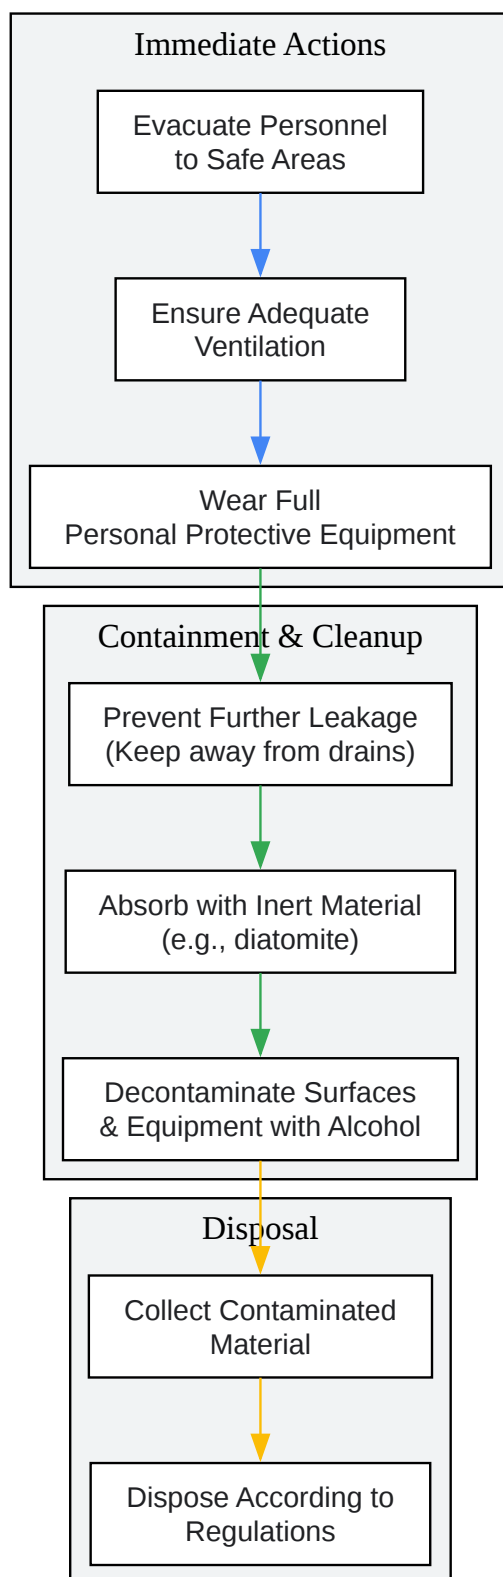 Immediate Actions
Evacuate Personnel
to Safe Areas
Ensure Adequate
Ventilation
Wear Full
Personal Protective Equipment
Containment & Cleanup
Prevent Further Leakage
(Keep away from drains)
Absorb with Inert Material
(e.g., diatomite)
Decontaminate Surfaces
& Equipment with Alcohol
Disposal
Collect Contaminated
Material
Dispose According to
Regulations